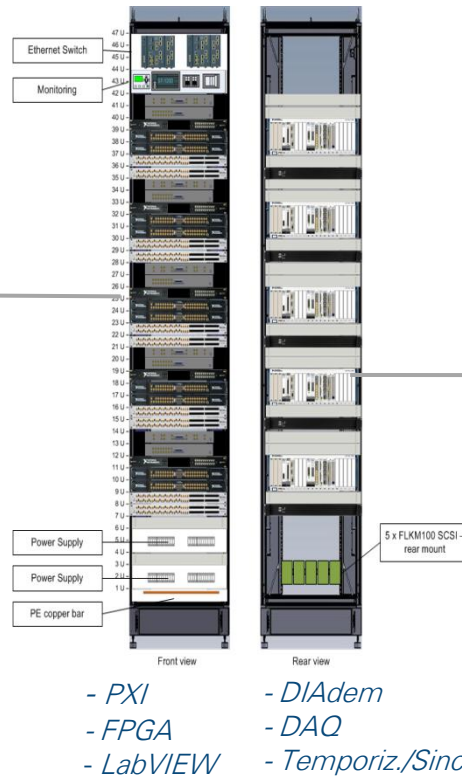 47 U
46 U
Ethernet Switch
45 U
44 U
43 U
Monitoring
42 U
41 U
40 U
39 U
38 U
37 U
36 U
35 U
34 U
33 U
32 U
31 U
30 U
29 U
28 U
27 U
26 U
25 U
24 U
23 U
22 U
21 U
20 U
19 U
18 U
17 U
16 U
15 U
14 U
13 U
12 U
11 U
10 U
9 U
8 U
7 U
6 U
Power Supply
5 U
4 U
3 U
Power Supply
2 U
1 U
PE copper bar
5 x FLKM100 SCSI -
rear mount
Front view
Rear view
- PXI
- FPGA
- LabVIEW
- DIAdem
- DAQ
- Temporiz./Sinc